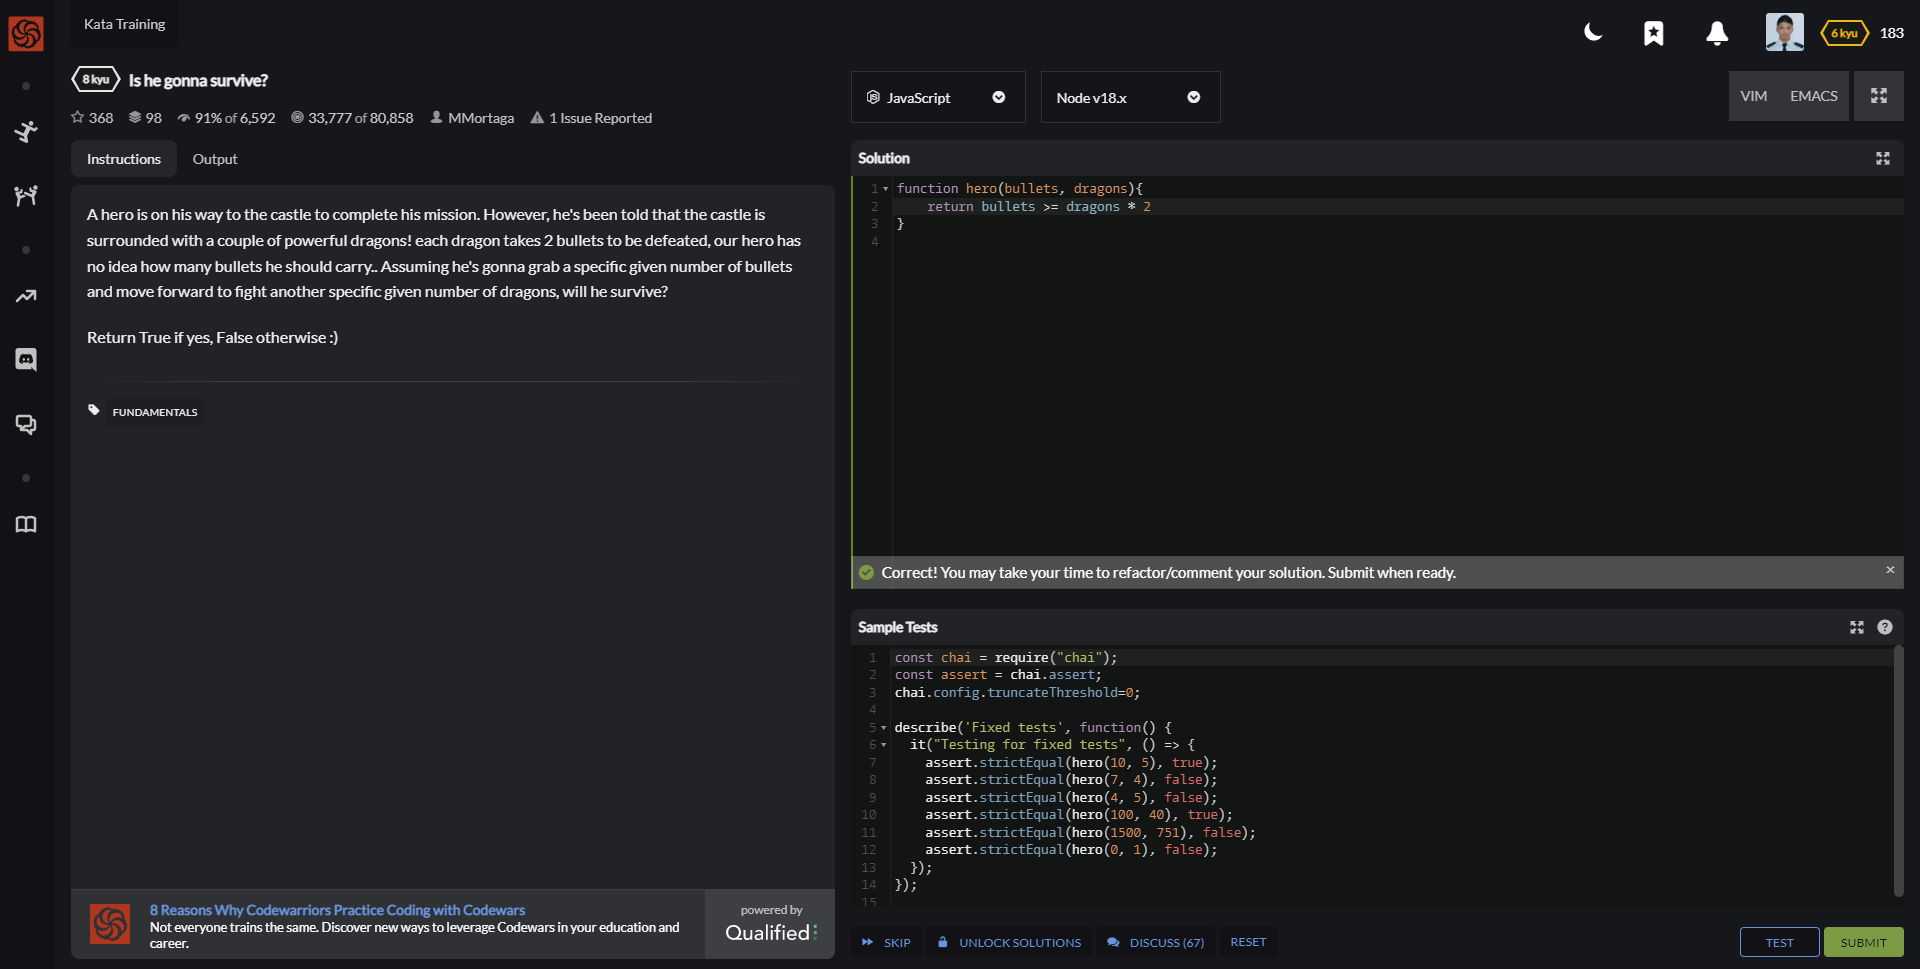 Kata Training
6 kyu
183
8 kyu
Is he gonna survive?
368
98
91% of 6,592
33,777 of 80,858
MMortaga
1 Issue Reported
Instructions
Output
A hero is on his way to the castle to complete his mission. However, he's been told that the castle is
surrounded with a couple of powerful dragons! each dragon takes 2 bullets to be defeated, our hero has
no idea how many bullets he should carry.. Assuming he's gonna grab a specific given number of bullets
and move forward to fight another specific given number of dragons, will he survive?
Return True if yes, False otherwise :)
FUNDAMENTALS
8 Reasons Why Codewarriors Practice Coding with Codewars
Not everyone trains the same. Discover new ways to leverage Codewars in your education and
career.
powered by
Qualified
JavaScript
Node v18.x
VIM
EMACS
Solution
1 function hero(bullets, dragons){
2 return bullets >= dragons * 2
3 }
4
Correct! You may take your time to refactor/comment your solution. Submit when ready.
Sample Tests
1 const chai = require("chai");
2 const assert = chai.assert;
3 chai.config.truncateThreshold=0;
4
5 describe('Fixed tests', function() {
6 it("Testing for fixed tests", () => {
7 assert.strictEqual(hero(10, 5), true);
8 assert.strictEqual(hero(7, 4), false);
9 assert.strictEqual(hero(4, 5), false);
10 assert.strictEqual(hero(100, 40), true);
11 assert.strictEqual(hero(1500, 751), false);
12 assert.strictEqual(hero(0, 1), false);
13 });
14 });
15
SKIP
UNLOCK SOLUTIONS
DISCUSS (67)
RESET
TEST
SUBMIT